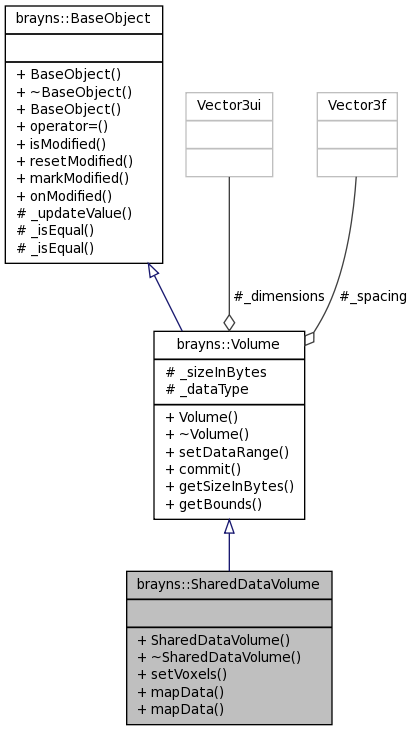 brayns::BaseObject
+ BaseObject()
+ ~BaseObject()
+ BaseObject()
+ operator=()
+ isModified()
+ resetModified()
+ markModified()
+ onModified()
# _updateValue()
# _isEqual()
# _isEqual()
Vector3ui
Vector3f
#_dimensions
#_spacing
brayns::Volume
# _sizeInBytes
# _dataType
+ Volume()
+ ~Volume()
+ setDataRange()
+ commit()
+ getSizeInBytes()
+ getBounds()
brayns::SharedDataVolume
+ SharedDataVolume()
+ ~SharedDataVolume()
+ setVoxels()
+ mapData()
+ mapData()